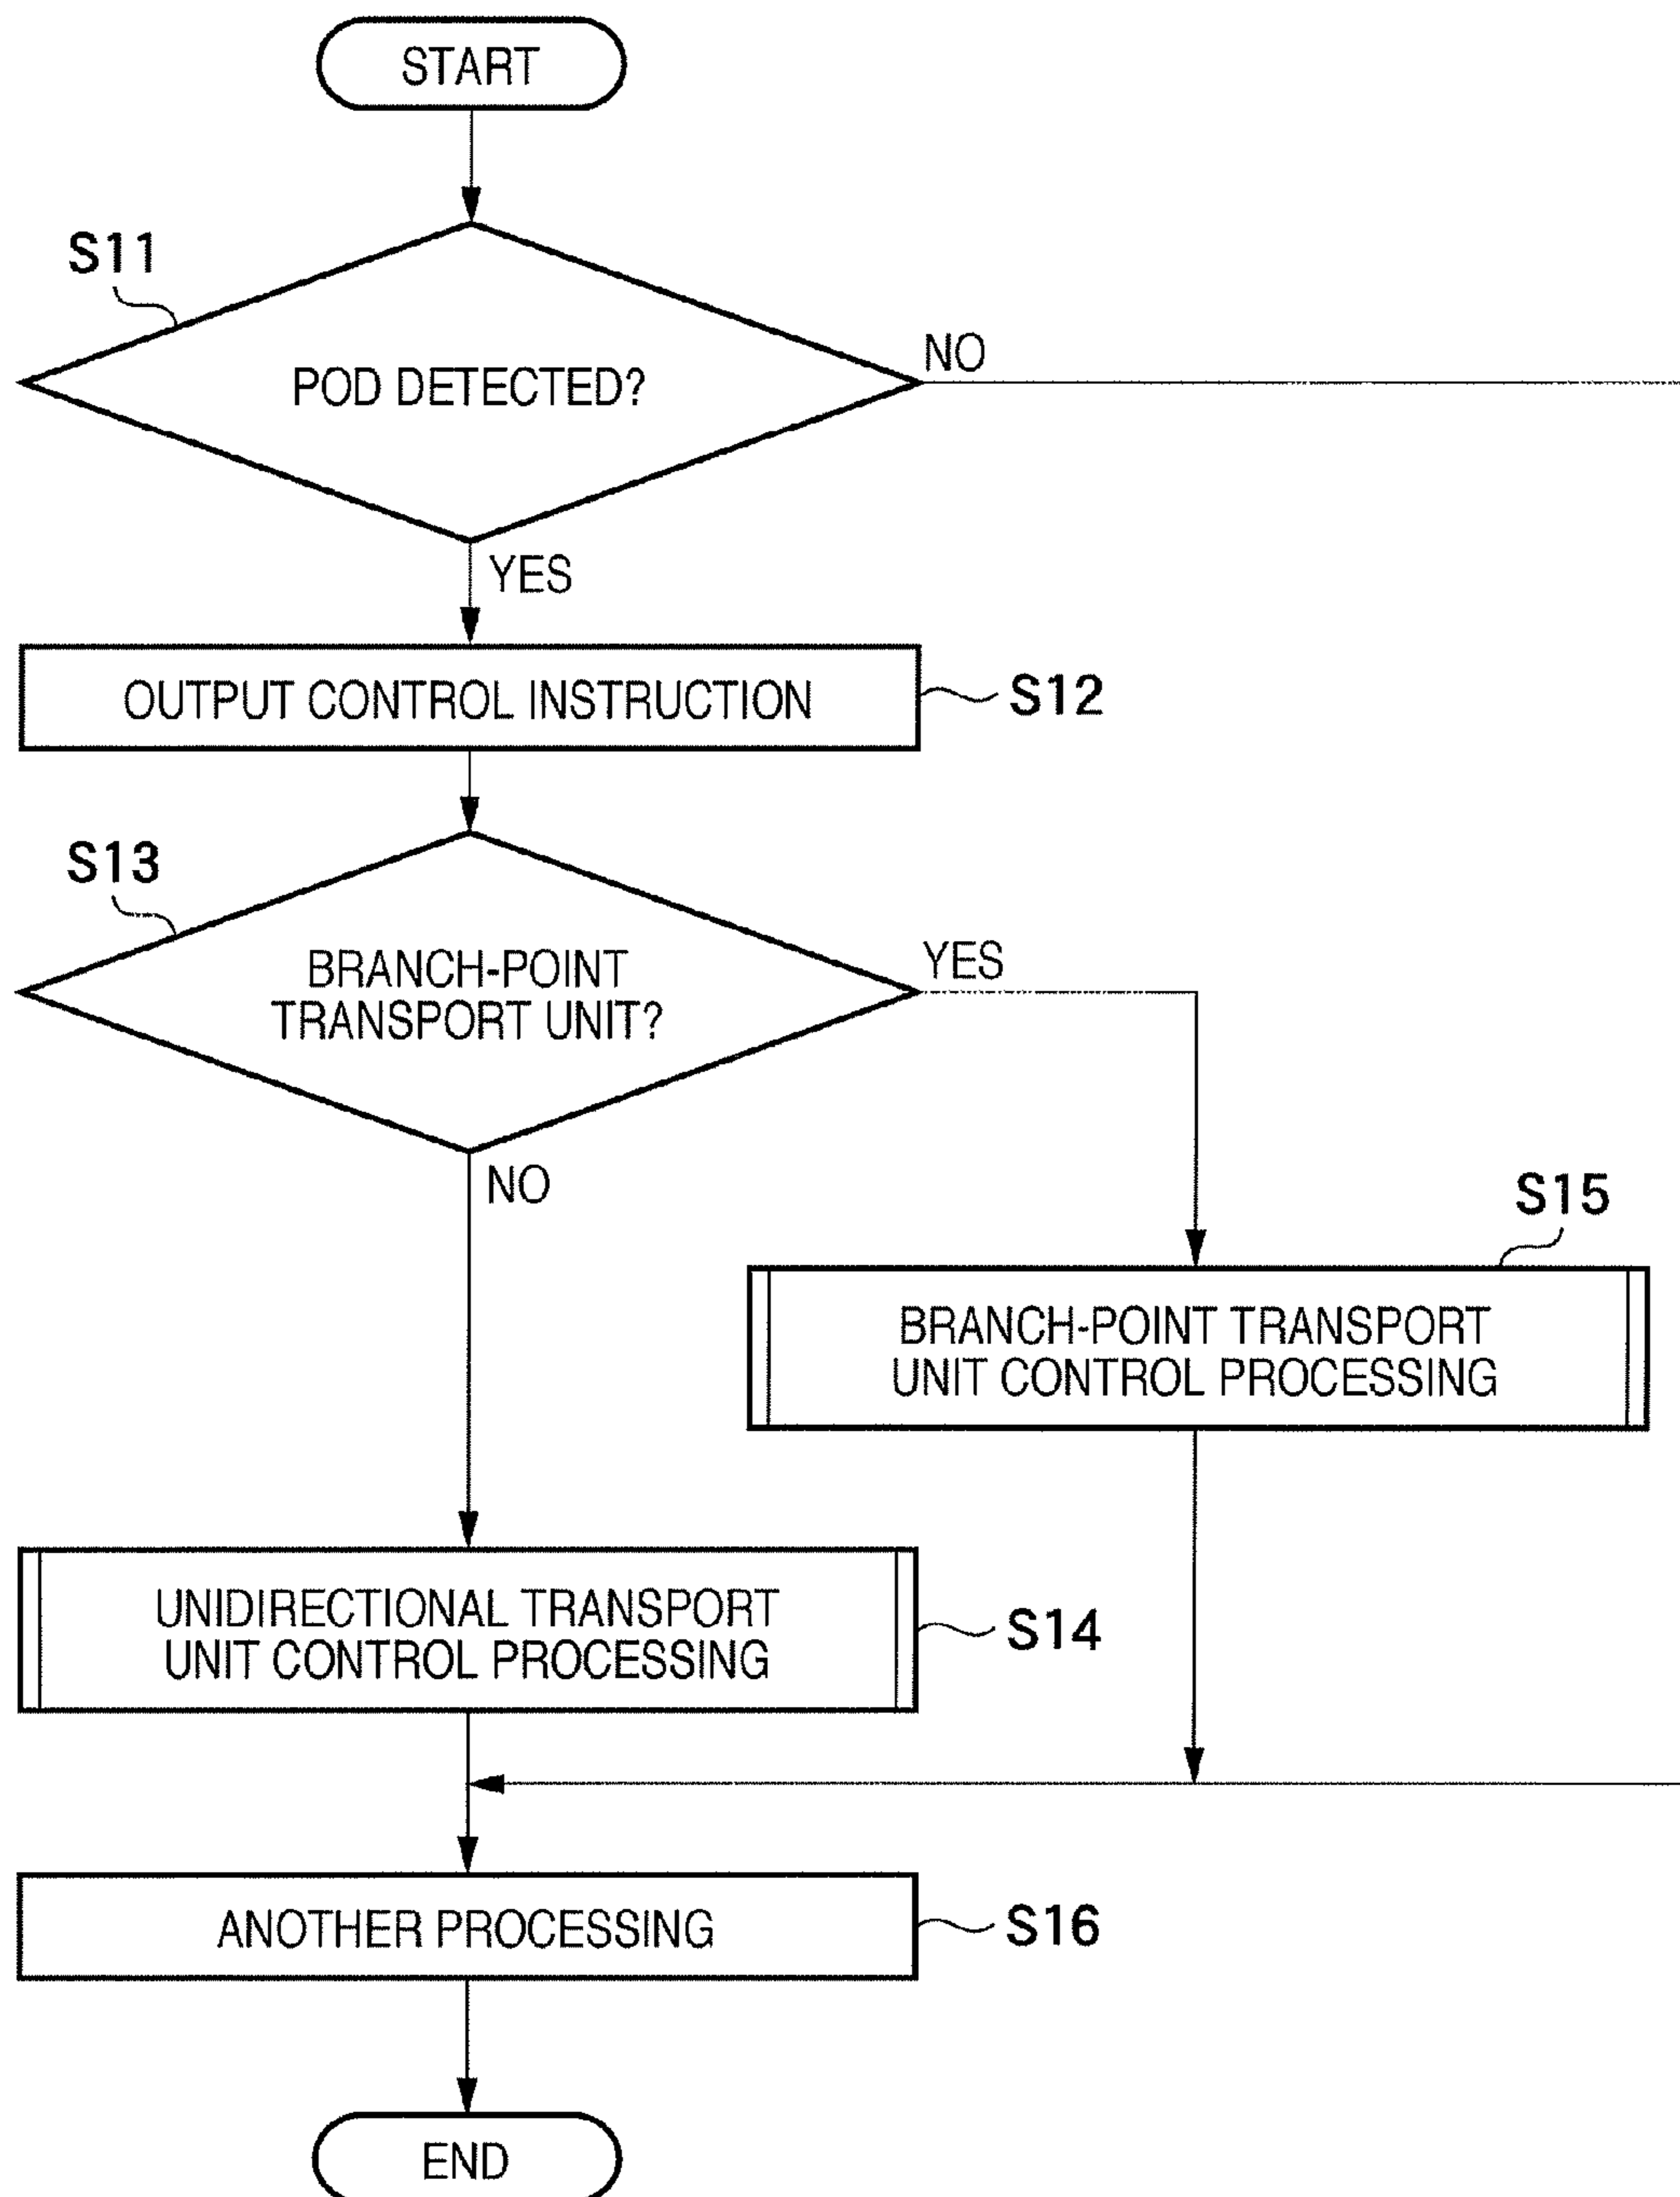 START
S11
POD DETECTED?
NO
YES
OUTPUT CONTROL INSTRUCTION
S12
S13
BRANCH-POINT
TRANSPORT UNIT?
YES
NO
S15
BRANCH-POINT TRANSPORT
UNIT CONTROL PROCESSING
UNIDIRECTIONAL TRANSPORT
UNIT CONTROL PROCESSING
S14
ANOTHER PROCESSING
S16
END